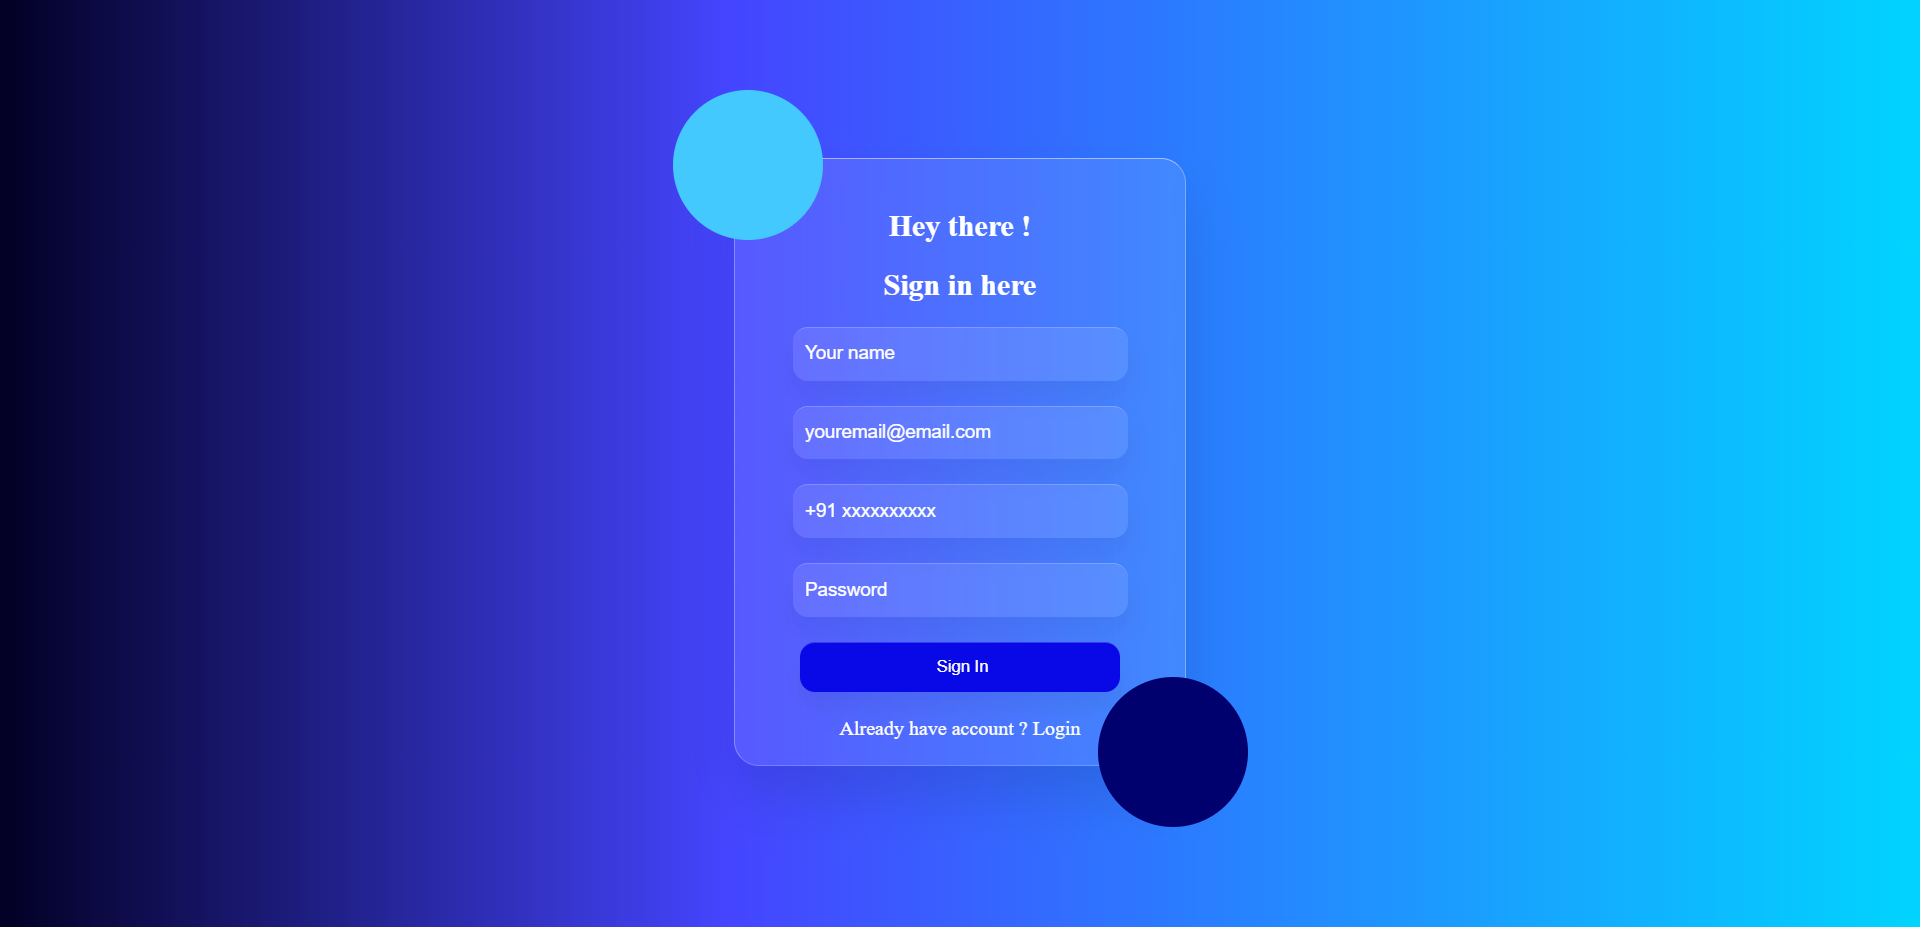 Hey there !
Sign in here
Your name
youremail@email.com
+91 xxxxxxxxxx
Password
Sign In
Already have account ? Login